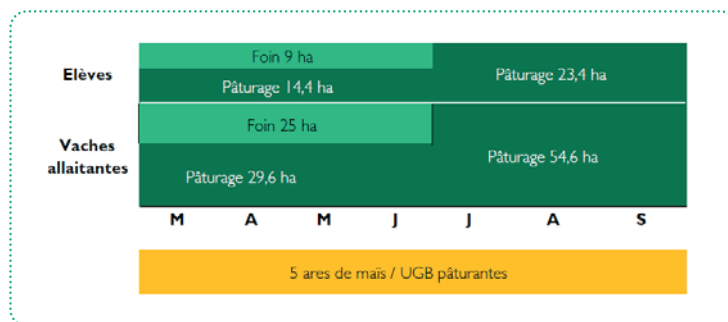 Foin 9 ha
Elèves
Pâturage 23,4 ha
Pâturage 14,4 ha
Foin 25 ha
Vaches
allaitantes
Pâturage 54,6 ha
Pâturage 29,6 ha
M A M J J A S
5 ares de maïs / UGB pâturantes